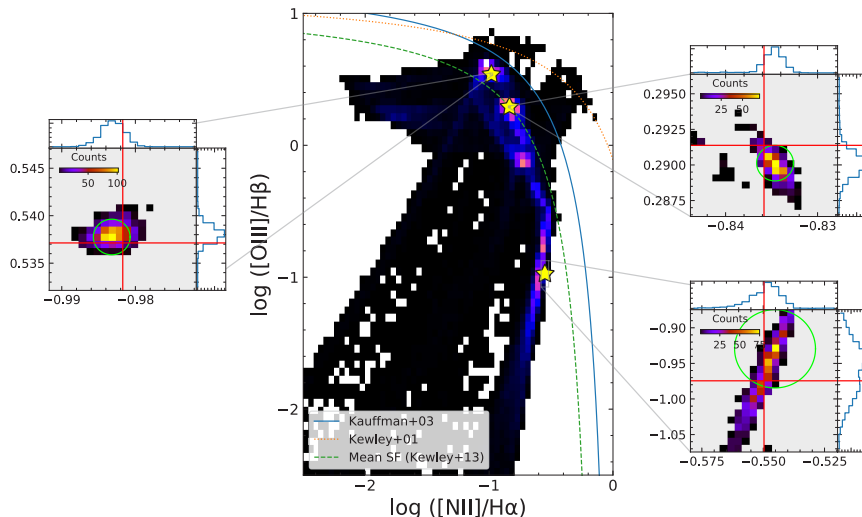 Counts
50 100
0.545
0.540
0.535
−0.99 −0.98
1
0
−1
−2
log ([OIII]/Hβ)
Kauffman+03
Kewley+01
Mean SF (Kewley+13)
−2 −1 0
log ([NII]/Hα)
Counts
25 50
0.2950
0.2925
0.2900
0.2875
−0.84 −0.83
Counts
25 50 75
−0.90
−0.95
−1.00
−1.05
−0.575 −0.550 −0.525